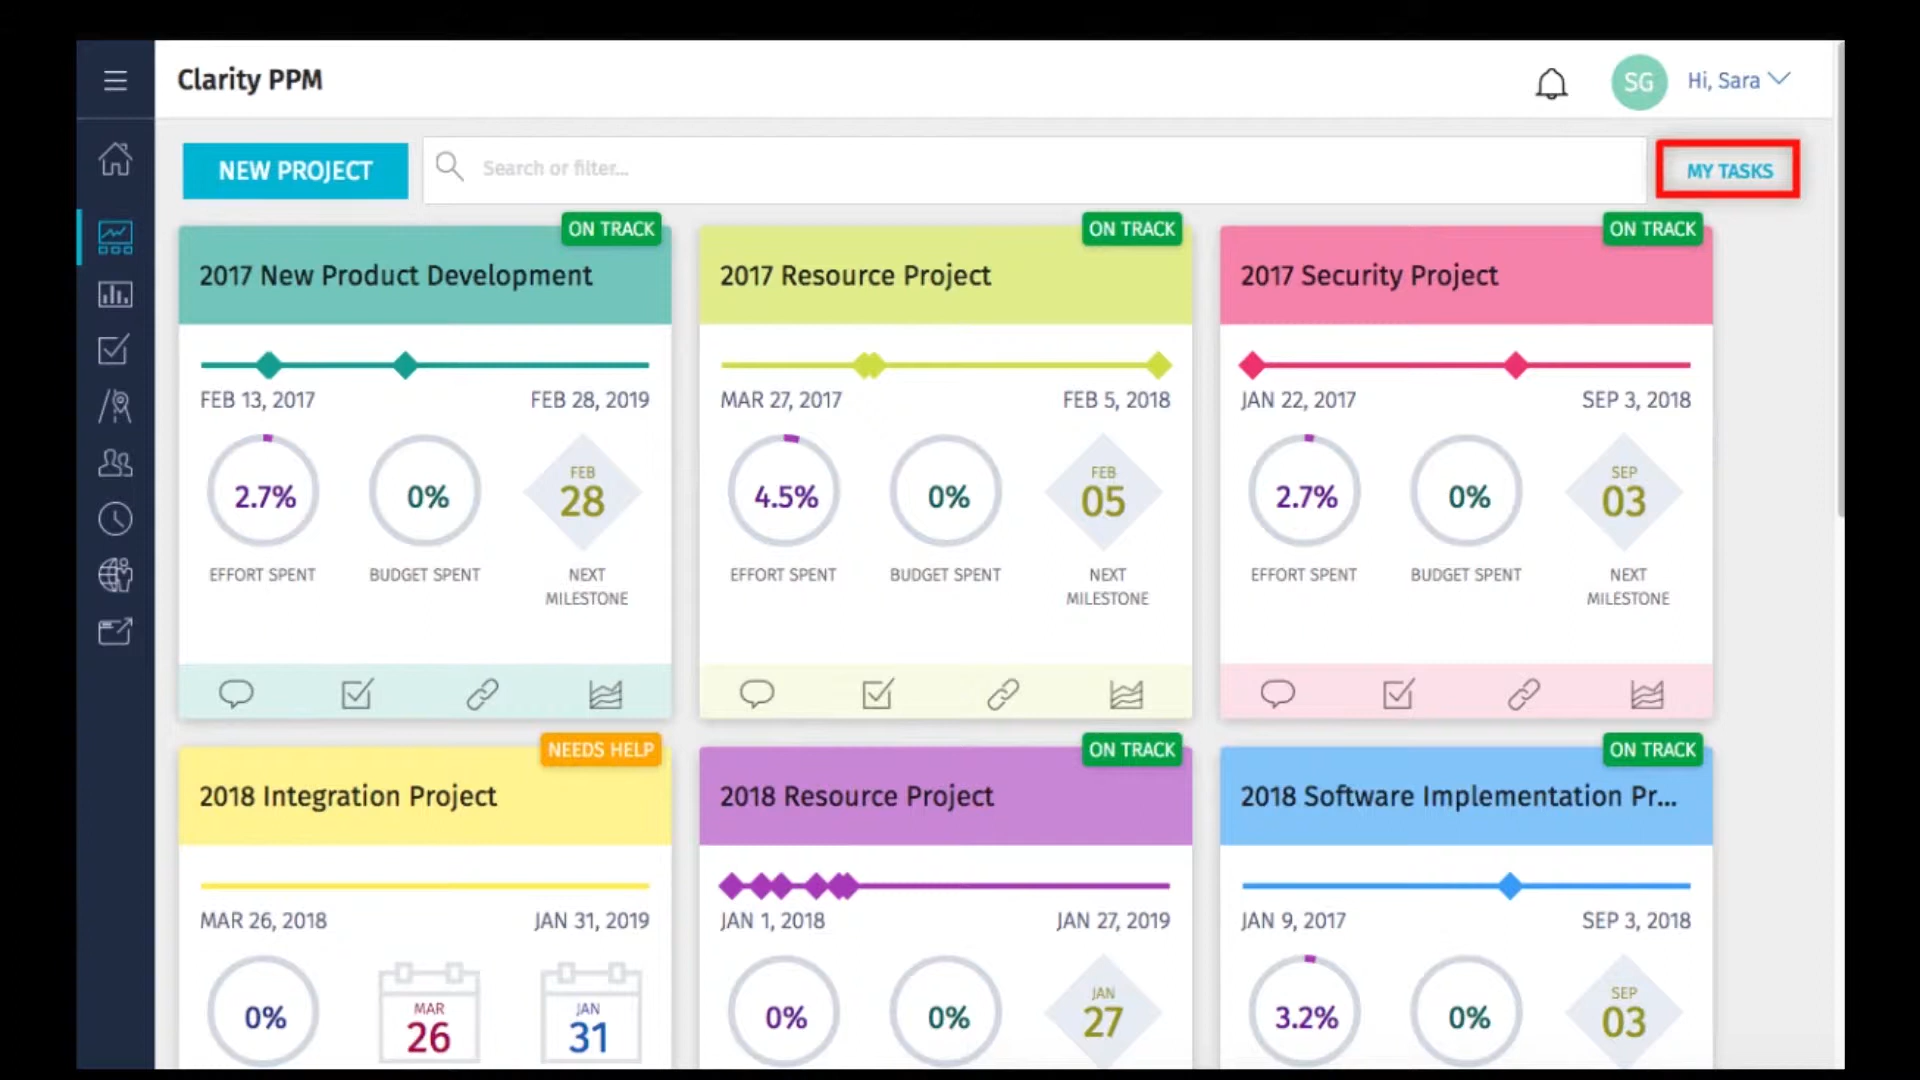 Clarity PPM
SG
Hi, Sara
NEW PROJECT
Search or filter...
MY TASKS
ON TRACK
2017 New Product Development
FEB 13, 2017
FEB 28, 2019
2.7%
0%
FEB
28
EFFORT SPENT
BUDGET SPENT
NEXT
MILESTONE
ON TRACK
2017 Resource Project
MAR 27, 2017
FEB 5, 2018
4.5%
0%
FEB
05
EFFORT SPENT
BUDGET SPENT
NEXT
MILESTONE
ON TRACK
2017 Security Project
JAN 22, 2017
SEP 3, 2018
2.7%
0%
SEP
03
EFFORT SPENT
BUDGET SPENT
NEXT
MILESTONE
NEEDS HELP
2018 Integration Project
MAR 26, 2018
JAN 31, 2019
0%
MAR
26
JAN
31
ON TRACK
2018 Resource Project
JAN 1, 2018
JAN 27, 2019
0%
0%
JAN
27
ON TRACK
2018 Software Implementation Pr...
JAN 9, 2017
SEP 3, 2018
3.2%
0%
SEP
03